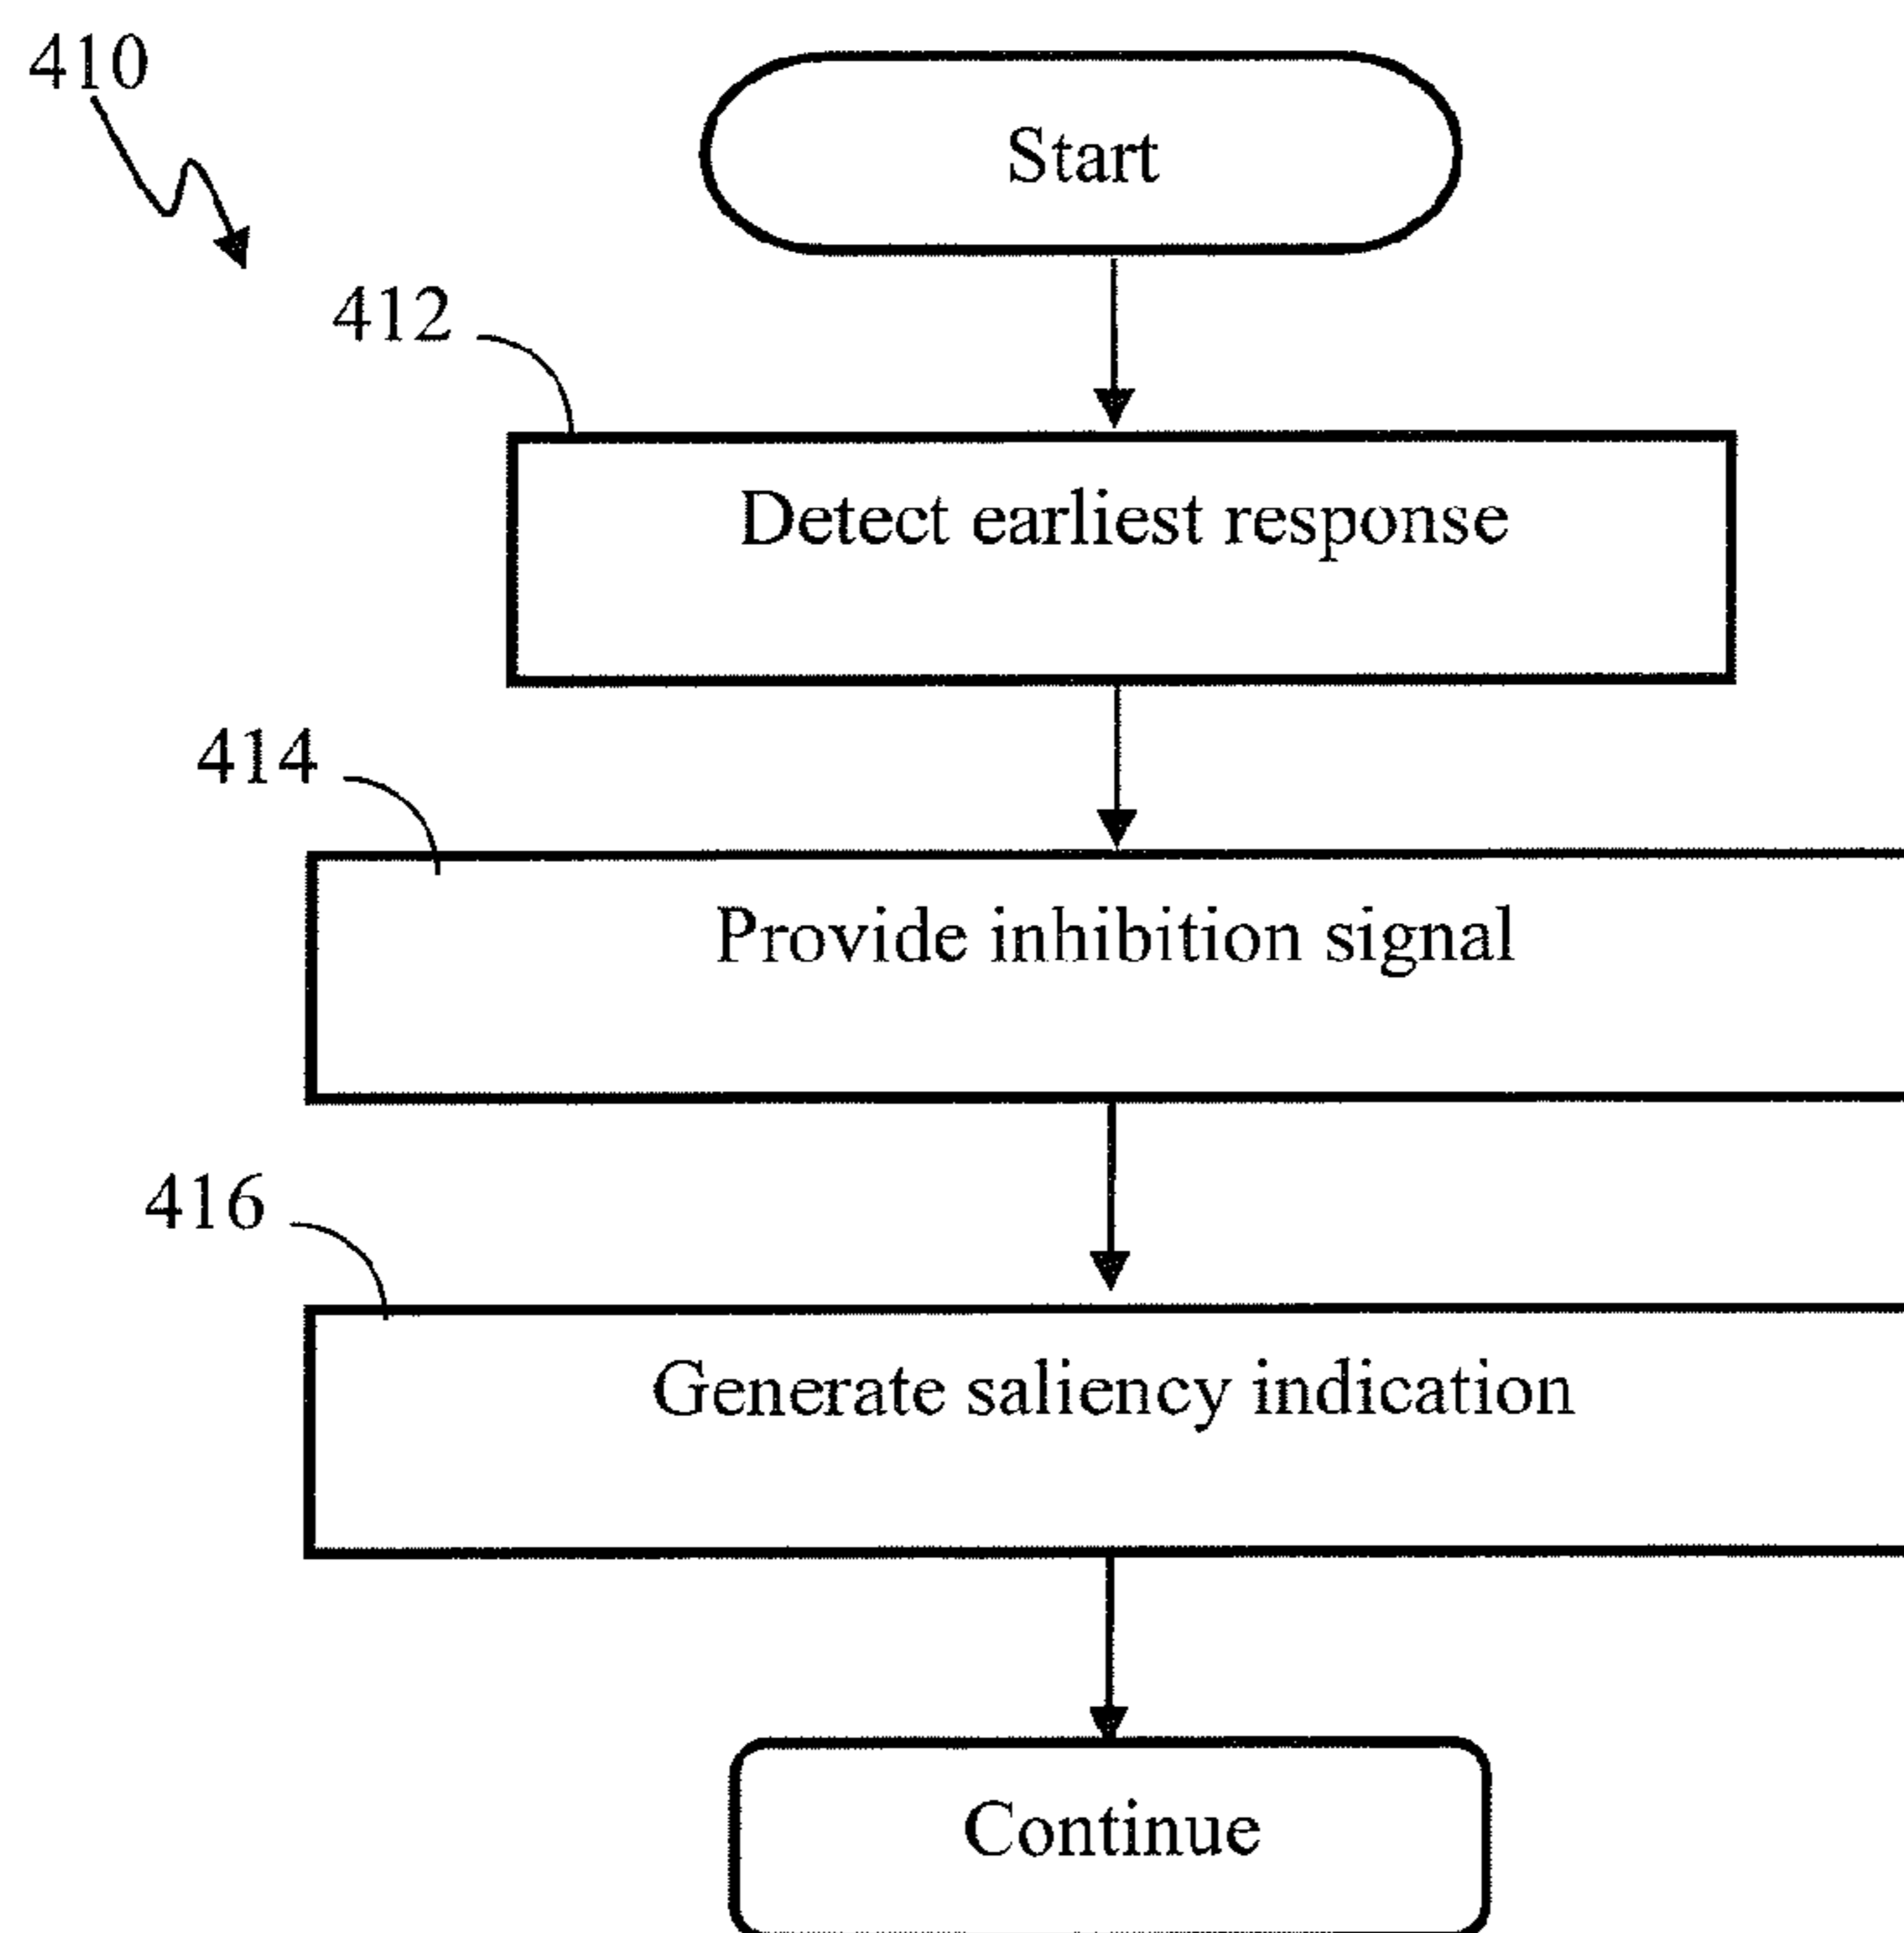 410
Start
412
Detect earliest response
414
Provide inhibition signal
416
Generate saliency indication
Continue